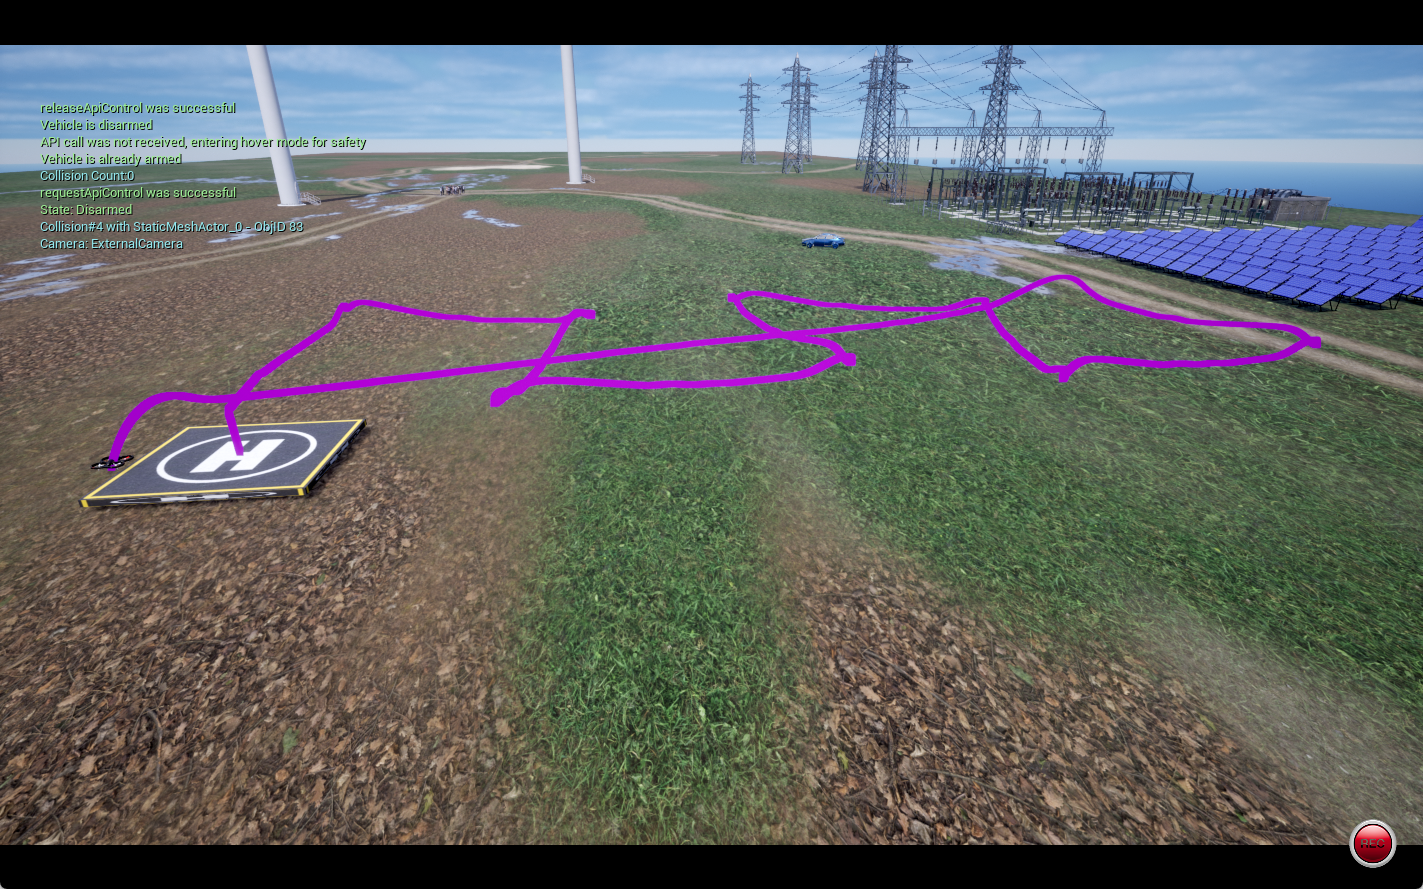 releaseApiControl was successful
Vehicle is disarmed
API call was not received, entering hover mode for safety
Vehicle is already armed
Collision Count:0
requestApiControl was successful
State: Disarmed
Collision#4 with StaticMeshActor_0 - ObjID 83
Camera: ExternalCamera
H
REC